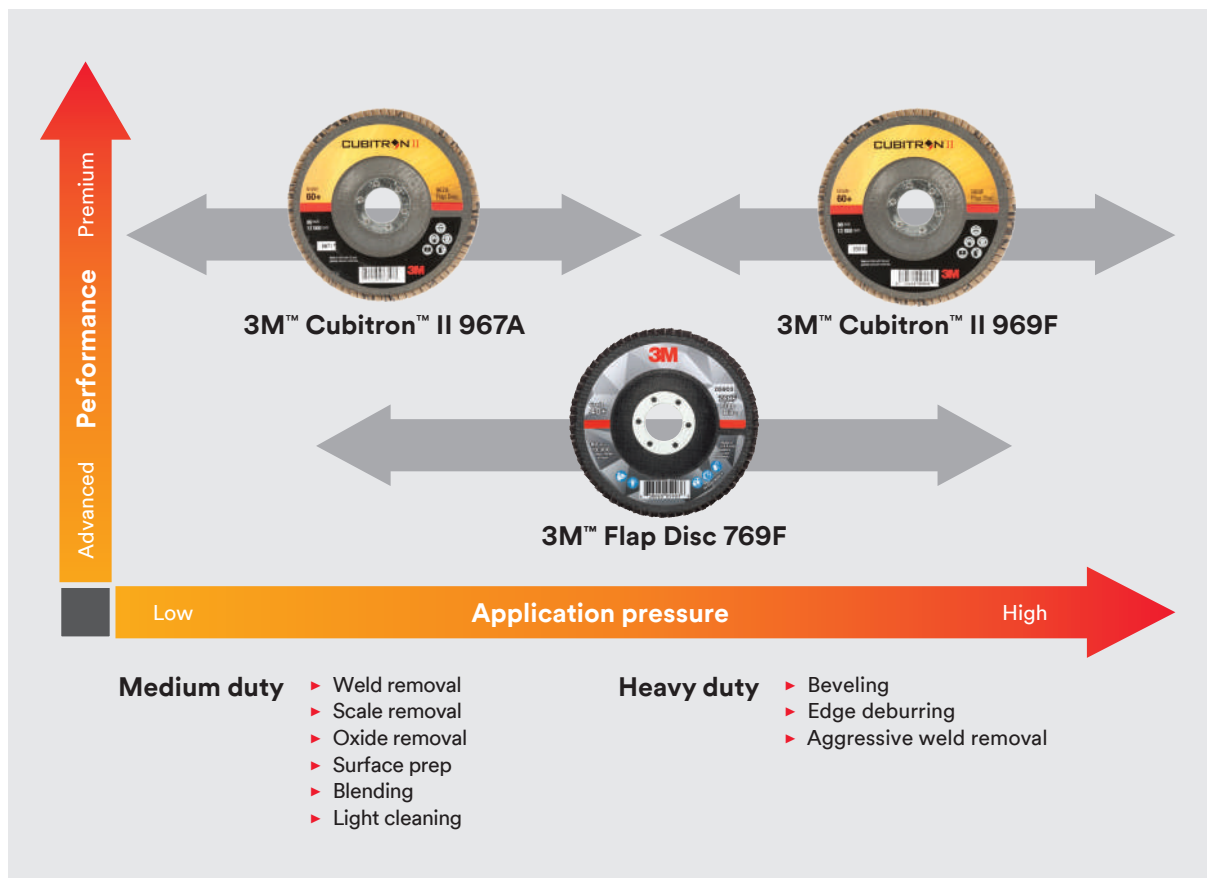 Premium
Performance
Advanced
CUBITRON II
60+
3M
CUBITRON II
60+
3M
3M™ Cubitron™ II 967A
3M™ Cubitron™ II 969F
3M
3M™ Flap Disc 769F
Low
Application pressure
High
Medium duty
► Weld removal
► Scale removal
► Oxide removal
► Surface prep
► Blending
► Light cleaning
Heavy duty
► Beveling
► Edge deburring
► Aggressive weld removal